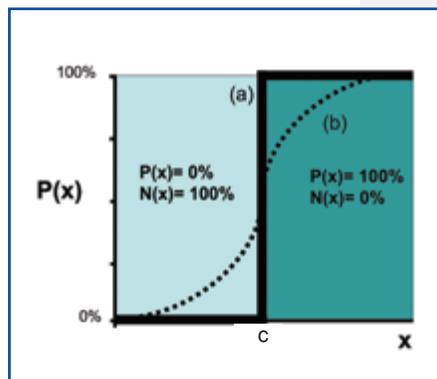 100%
(a)
(b)
P(x)= 0%
N(x)= 100%
P(x)= 100%
N(x)= 0%
P(x)
0%
C
x